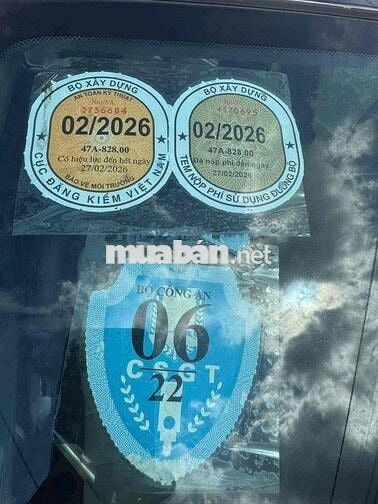 BỘ XÂY DỰNG
AN TOÀN KỸ THUẬT
2756684
02/2026
47A-828.00
Có hiệu lực đến hết ngày
27/02/2026
BẢO VỆ MÔI TRƯỜNG
CỤC ĐĂNG KIỂM VIỆT NAM
BỘ XÂY DỰNG
4570695
02/2026
47A-828.00
Đã nộp phí đến ngày
27/02/2026
TEM NỘP PHÍ SỬ DỤNG ĐƯỜNG BỘ
muaban.net
BỘ CÔNG AN
06
CSGT
22